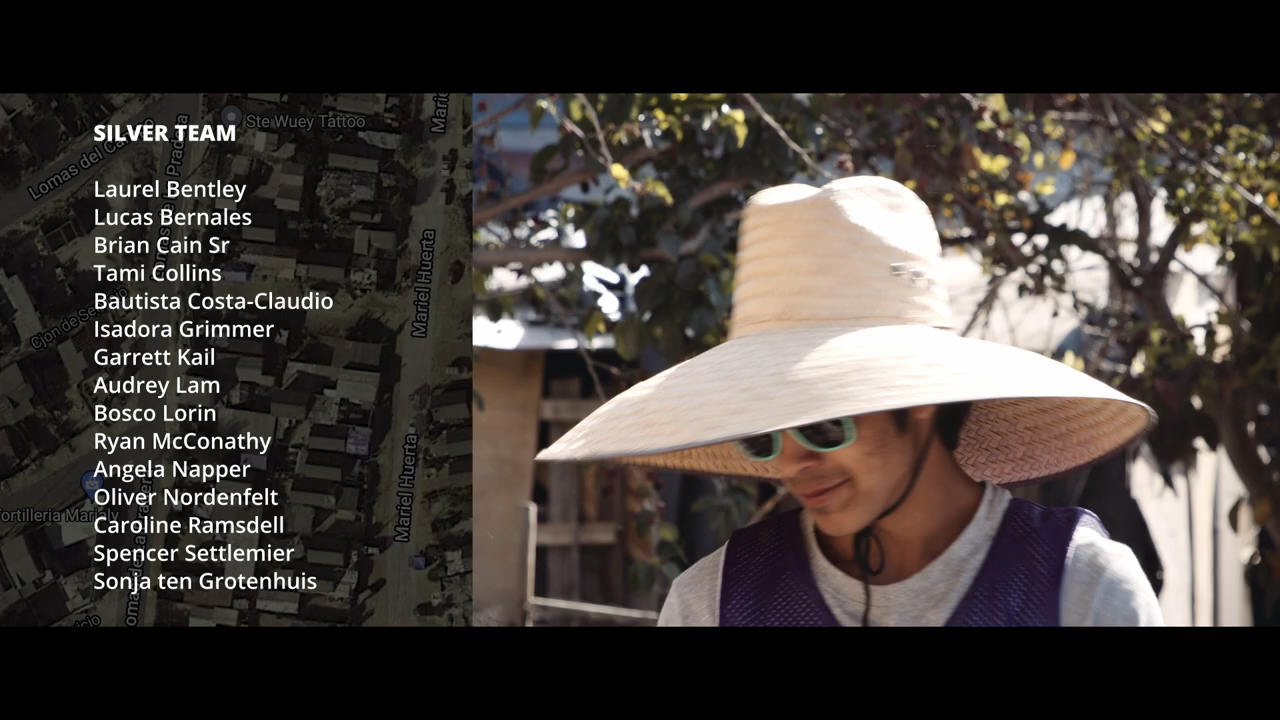 SILVER TEAM
Laurel Bentley
Lucas Bernales
Brian Cain Sr
Tami Collins
Bautista Costa-Claudio
Isadora Grimmer
Garrett Kail
Audrey Lam
Bosco Lorin
Ryan McConathy
Angela Napper
Oliver Nordenfelt
Caroline Ramsdell
Spencer Settlemier
Sonja ten Grotenhuis
Ste Wuey Tattoo
Lomas del
Mariel Huerta
Mariel Huerta